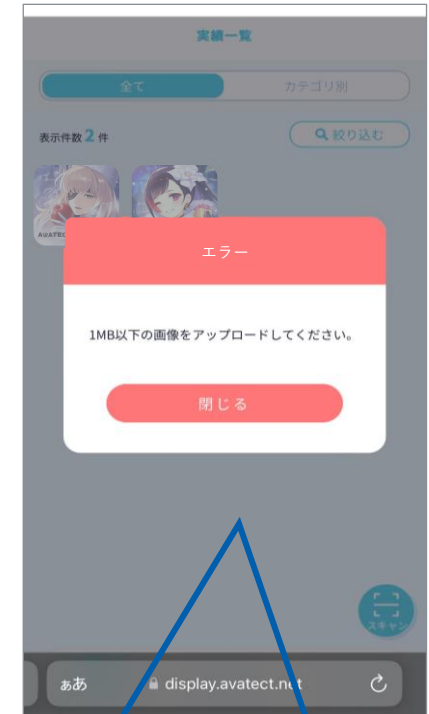 実績一覧
全て
カテゴリ別
表示件数 2 件
絞り込む
エラー
1MB以下の画像をアップロードしてください。
閉じる
スキャン
ぁあ
display.avatect.net